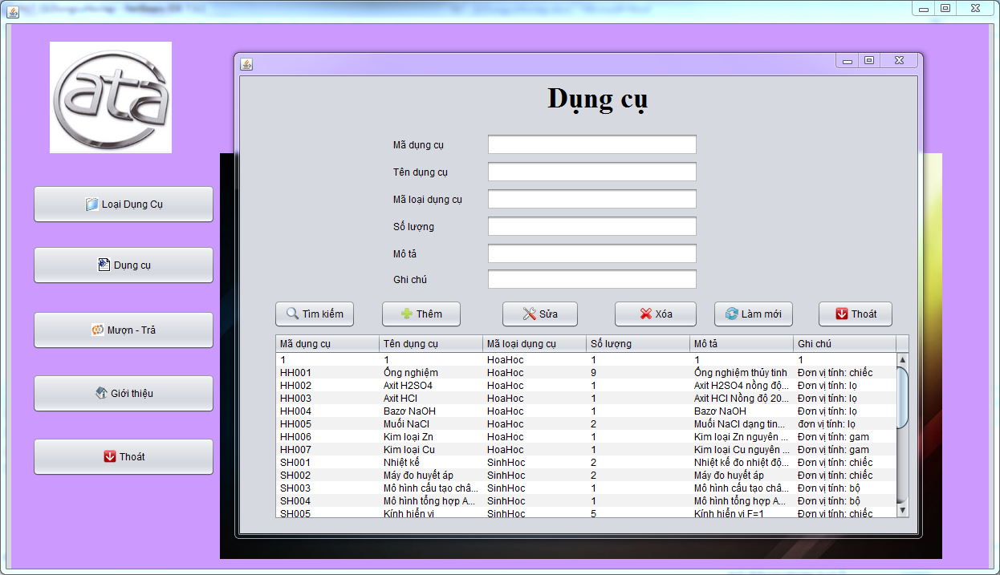 ata
Loại Dụng Cụ
Dụng cụ
Mượn - Trả
Giới thiệu
Thoát
Dụng cụ
Mã dụng cụ
Tên dụng cụ
Mã loại dụng cụ
Số lượng
Mô tả
Ghi chú
Tìm kiếm Thêm Sửa Xóa Làm mới Thoát
Mã dụng cụ Tên dụng cụ Mã loại dụng cụ Số lượng Mô tả Ghi chú
1 1 HoaHoc 1 1 1
HH001 Ống nghiệm HoaHoc 9 Ống nghiệm thủy tinh Đơn vị tính: chiếc
HH002 Axit H2SO4 HoaHoc 1 Axit H2SO4 nồng độ... Đơn vị tính: lọ
HH003 Axit HCl HoaHoc 1 Axit HCl Nồng độ 20... Đơn vị tính: lọ
HH004 Bazơ NaOH HoaHoc 1 Bazơ NaOH Đơn vị tính: lọ
HH005 Muối NaCl HoaHoc 2 Muối NaCl dạng tin... đơn vị tính: lọ
HH006 Kim loại Zn HoaHoc 1 Kim loại Zn nguyên ... Đơn vị tính: gam
HH007 Kim loại Cu HoaHoc 1 Kim loại Cu nguyên ... Đơn vị tính: gam
SH001 Nhiệt kế SinhHoc 2 Nhiệt kế đo nhiệt độ... Đơn vị tính: chiếc
SH002 Máy đo huyết áp SinhHoc 2 Máy đo huyết áp Đơn vị tính: chiếc
SH003 Mô hình cấu tạo châ... SinhHoc 1 Mô hình cấu tạo châ... Đơn vị tính: bộ
SH004 Mô hình tổng hợp A... SinhHoc 1 Mô hình tổng hợp A... Đơn vị tính: bộ
SH005 Kính hiển vi SinhHoc 5 Kính hiển vi F=1 Đơn vị tính: chiếc